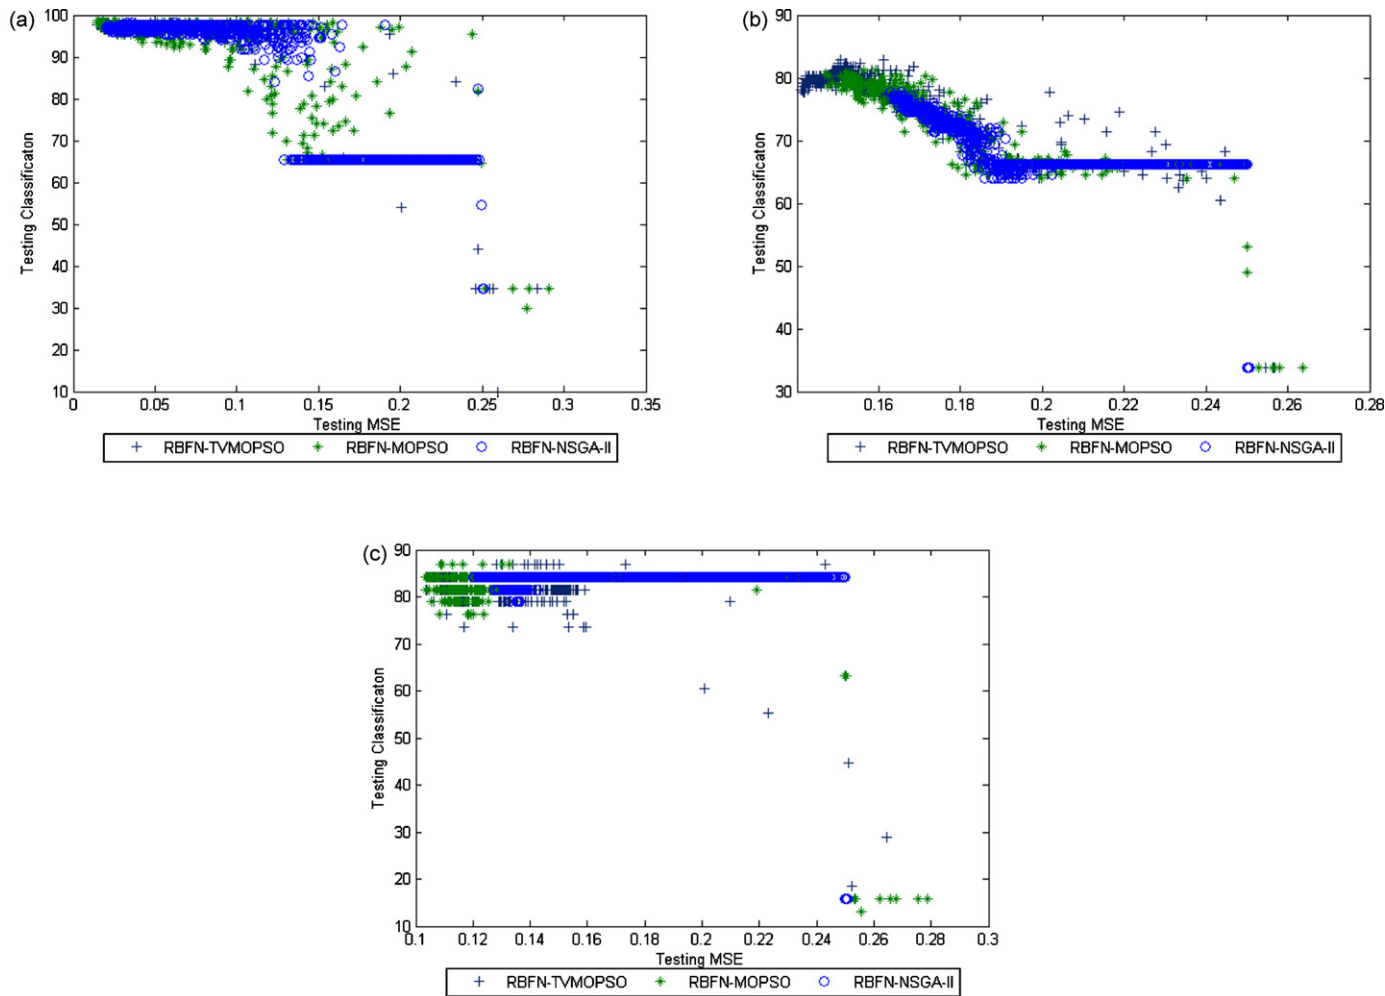 (a)
100
90
80
70
60
50
40
30
20
10
Testing Classificaton
0 0.05 0.1 0.15 0.2 0.25 0.3 0.35
Testing MSE
RBFN-TVMOPSO RBFN-MOPSO RBFN-NSGA-II
(b)
90
80
70
60
50
40
30
Testing Classificaton
0.16 0.18 0.2 0.22 0.24 0.26 0.28
Testing MSE
RBFN-TVMOPSO RBFN-MOPSO RBFN-NSGA-II
(c)
90
80
70
60
50
40
30
20
10
Testing Classificaton
0.1 0.12 0.14 0.16 0.18 0.2 0.22 0.24 0.26 0.28 0.3
Testing MSE
RBFN-TVMOPSO RBFN-MOPSO RBFN-NSGA-II